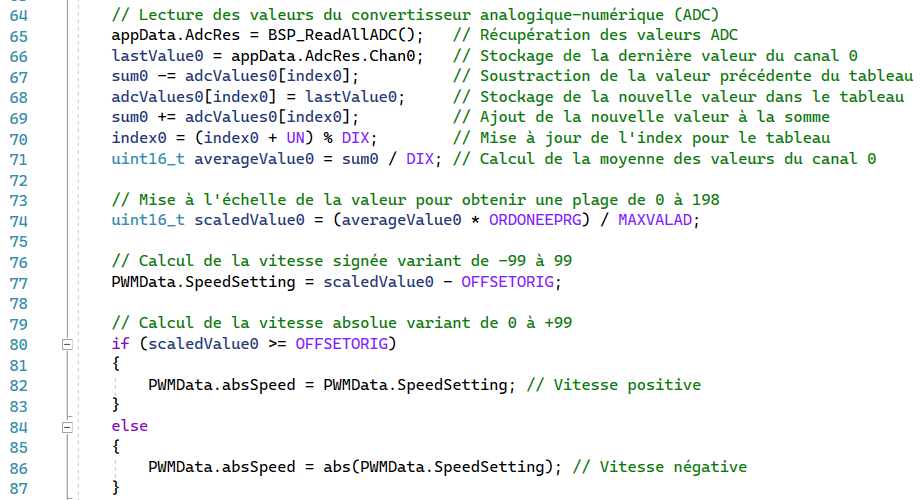 64 // Lecture des valeurs du convertisseur analogique-numérique (ADC)
65 appData.AdcRes = BSP_ReadAllADC(); // Récupération des valeurs ADC
66 lastValue0 = appData.AdcRes.Chan0; // Stockage de la dernière valeur du canal 0
67 sum0 -= adcValues0[index0]; // Soustraction de la valeur précédente du tableau
68 adcValues0[index0] = lastValue0; // Stockage de la nouvelle valeur dans le tableau
69 sum0 += adcValues0[index0]; // Ajout de la nouvelle valeur à la somme
70 index0 = (index0 + UN) % DIX; // Mise à jour de l'index pour le tableau
71 uint16_t averageValue0 = sum0 / DIX; // Calcul de la moyenne des valeurs du canal 0
72
73 // Mise à l'échelle de la valeur pour obtenir une plage de 0 à 198
74 uint16_t scaledValue0 = (averageValue0 * ORDONEEPRG) / MAXVALAD;
75
76 // Calcul de la vitesse signée variant de -99 à 99
77 PWMData.SpeedSetting = scaledValue0 - OFFSETORIG;
78
79 // Calcul de la vitesse absolue variant de 0 à +99
80 if (scaledValue0 >= OFFSETORIG)
81 {
82 PWMData.absSpeed = PWMData.SpeedSetting; // Vitesse positive
83 }
84 else
85 {
86 PWMData.absSpeed = abs(PWMData.SpeedSetting); // Vitesse négative
87 }